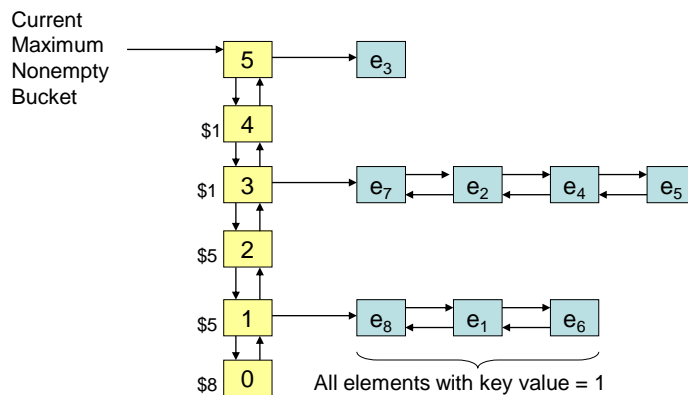 Current
Maximum
Nonempty
Bucket
5
e₃
$1
4
$1
3
e₇
e₂
e₄
e₅
$5
2
$5
1
e₈
e₁
e₆
$8
0
All elements with key value = 1